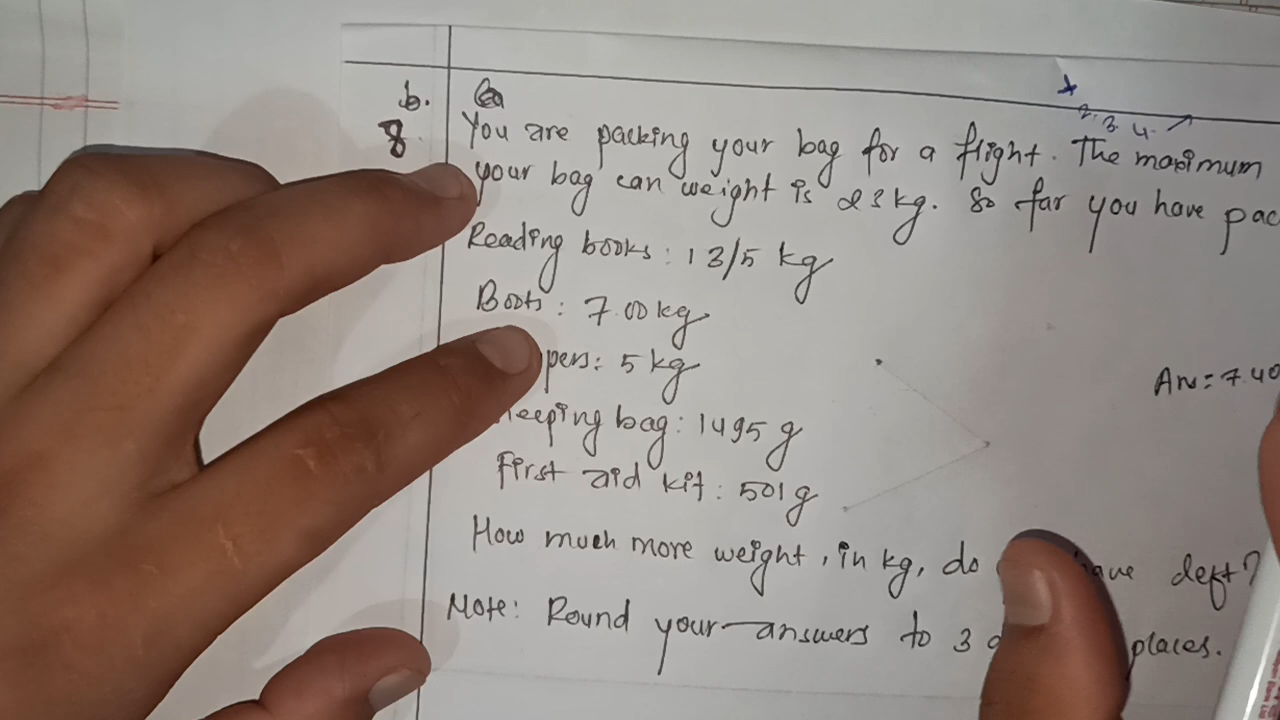 b.
8. You are packing your bag for a flight. The maximum
your bag can weight is 23 kg. So far you have pac
Reading books: 13/5 kg
Boots: 7.00 kg
pers: 5 kg
eeping bag: 1495 g
First aid kit: 501 g
Ans = 7.40
How much more weight, in kg, do have left?
Note: Round your answers to 3 places.